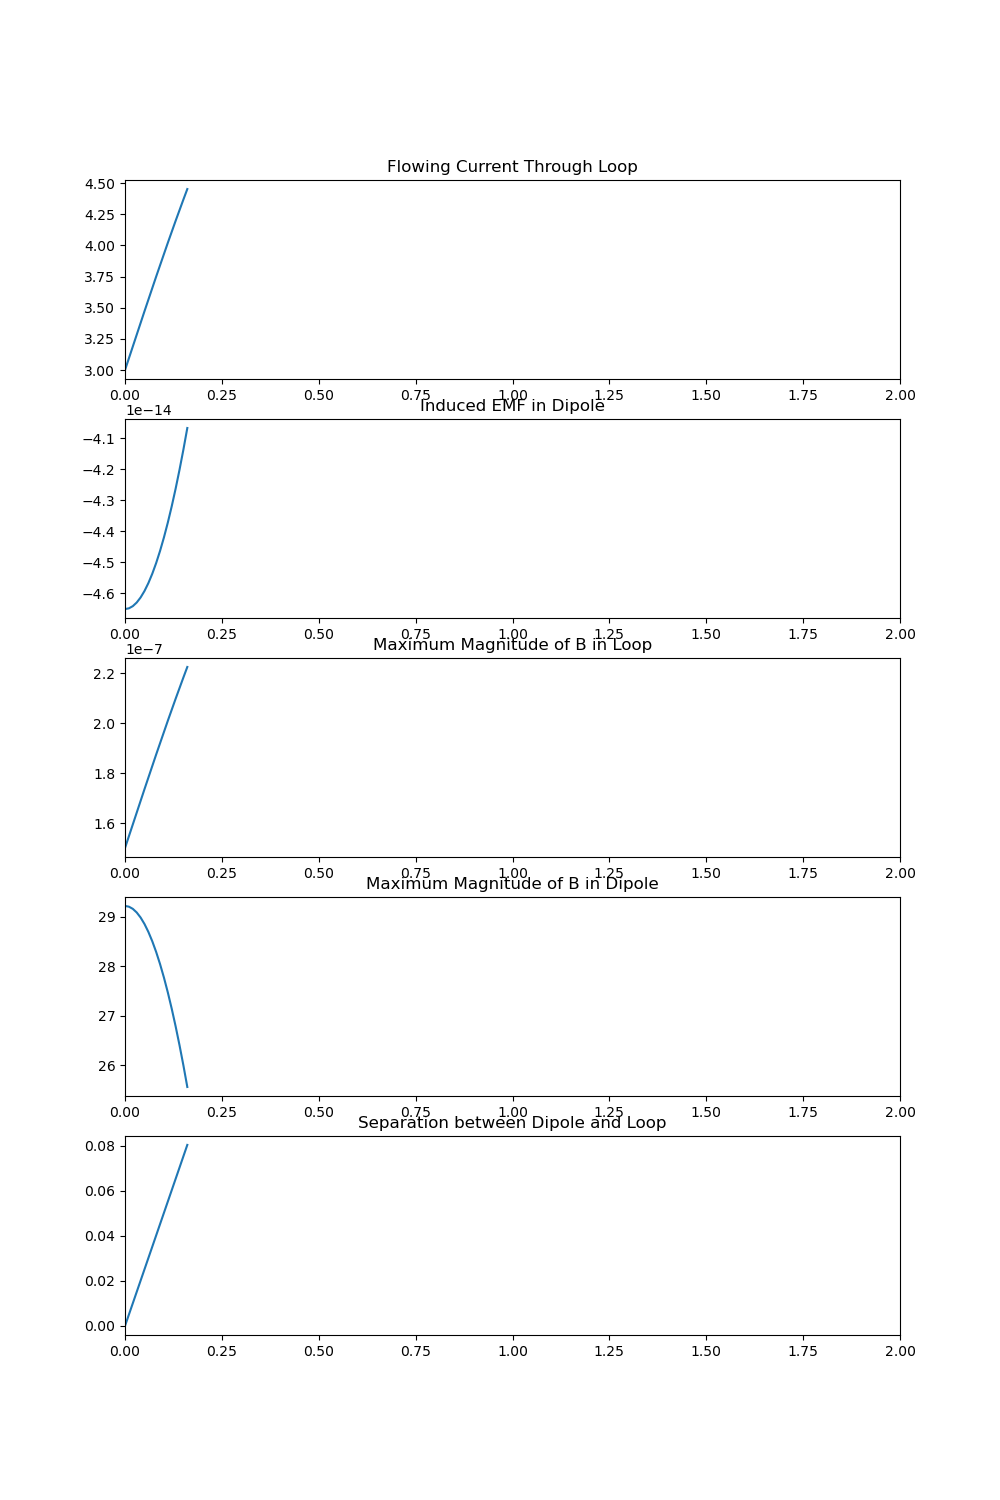 Flowing Current Through Loop
4.50
4.25
4.00
3.75
3.50
3.25
3.00
0.00 0.25 0.50 0.75 1.00 1.25 1.50 1.75 2.00
Induced EMF in Dipole
1e−14
−4.1
−4.2
−4.3
−4.4
−4.5
−4.6
0.00 0.25 0.50 0.75 1.00 1.25 1.50 1.75 2.00
Maximum Magnitude of B in Loop
1e−7
2.2
2.0
1.8
1.6
0.00 0.25 0.50 0.75 1.00 1.25 1.50 1.75 2.00
Maximum Magnitude of B in Dipole
29
28
27
26
0.00 0.25 0.50 0.75 1.00 1.25 1.50 1.75 2.00
Separation between Dipole and Loop
0.08
0.06
0.04
0.02
0.00
0.00 0.25 0.50 0.75 1.00 1.25 1.50 1.75 2.00